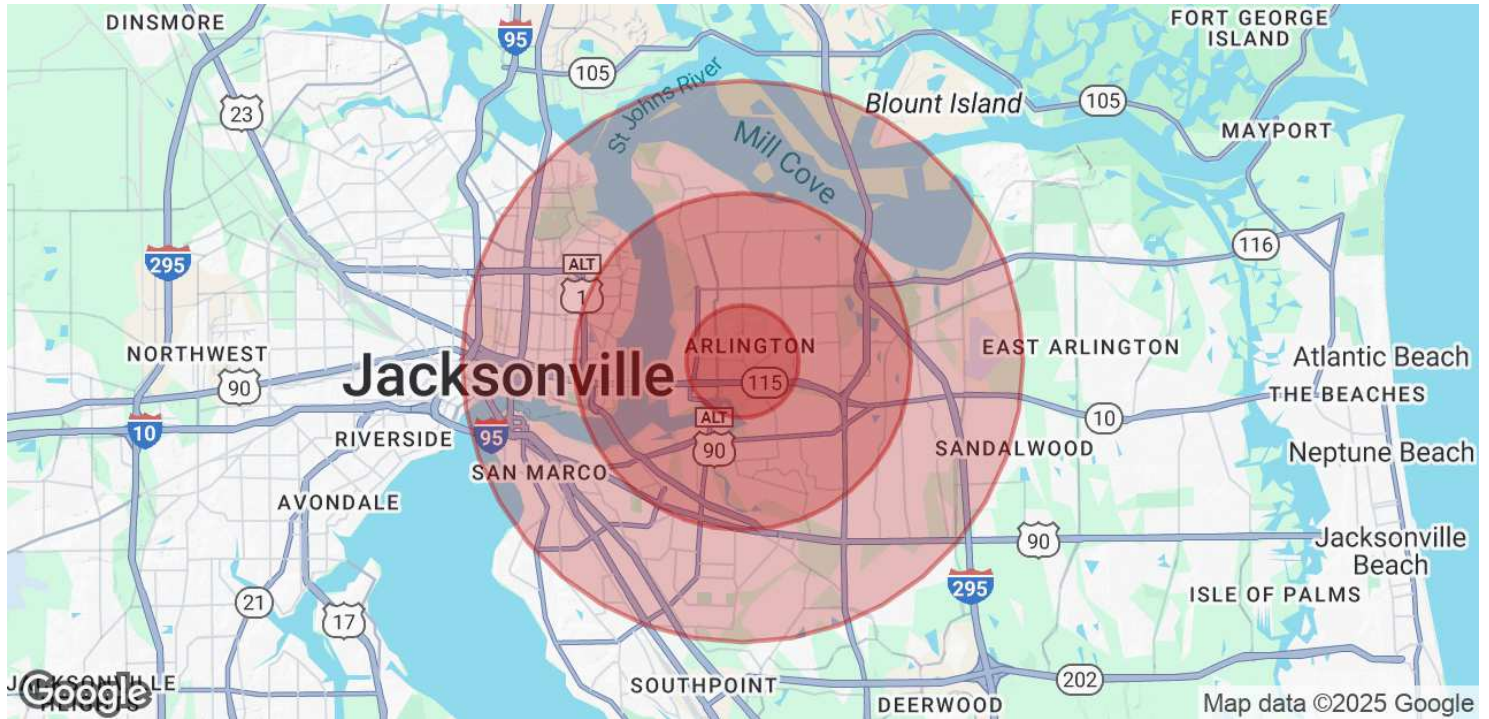 DINSMORE
FORT GEORGE
ISLAND
95
105
23
St Johns River
Blount Island
105
Mill Cove
MAYPORT
295
ALT
1
116
NORTHWEST
90
Jacksonville
ARLINGTON
EAST ARLINGTON
Atlantic Beach
115
THE BEACHES
10
ALT
90
10
RIVERSIDE
95
SAN MARCO
SANDALWOOD
Neptune Beach
AVONDALE
90
Jacksonville
Beach
21
17
295
ISLE OF PALMS
SOUTHPOINT
202
DEERWOOD
Google
Map data ©2025 Google